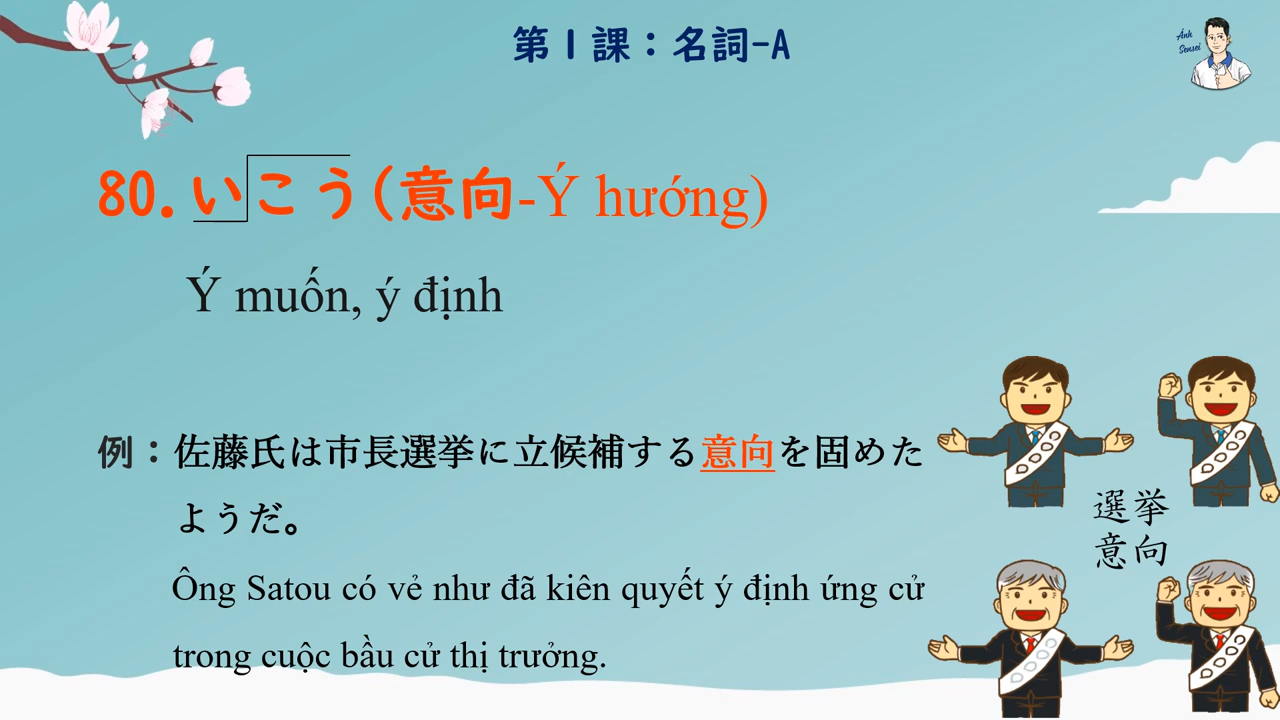 第1課：名詞-A
Ánh
Sensei
80. いこう(意向-Ý hướng)
Ý muốn, ý định
例：佐藤氏は市長選挙に立候補する意向を固めた
ようだ。
Ông Satou có vẻ như đã kiên quyết ý định ứng cử
trong cuộc bầu cử thị trưởng.
選挙
意向